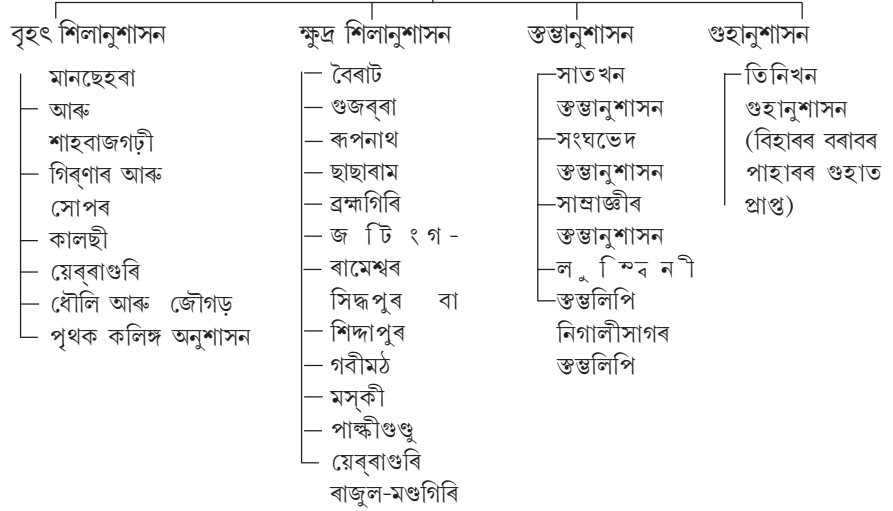 বৃহৎ শিলানুশাসন
মানছেহৰা
আৰু
শাহবাজগঢ়ী
গিৰ্ণাৰ আৰু
সোপৰ
কালছী
য়েৰ্ৰাগুৰি
ধৌলি আৰু জৌগড়
পৃথক কলিঙ্গ অনুশাসন
ক্ষুদ্ৰ শিলানুশাসন
বৈৰাট
গুজৰ্ৰা
ৰূপনাথ
ছাছাৰাম
ব্ৰহ্মগিৰি
জটিংগ-
ৰামেশ্বৰ
সিদ্ধপুৰ বা
শিদ্দাপুৰ
গবীমঠ
মস্কী
পাল্কীগুণ্ডু
য়েৰ্ৰাগুৰি
ৰাজুল-মণ্ডগিৰি
স্তম্ভানুশাসন
সাতখন
স্তম্ভানুশাসন
সংঘভেদ
স্তম্ভানুশাসন
সাম্ৰাজ্ঞীৰ
স্তম্ভানুশাসন
লুম্বিনী
স্তম্ভলিপি
নিগালীসাগৰ
স্তম্ভলিপি
গুহানুশাসন
তিনিখন
গুহানুশাসন
(বিহাৰৰ বৰাবৰ
পাহাৰৰ গুহাত
প্ৰাপ্ত)